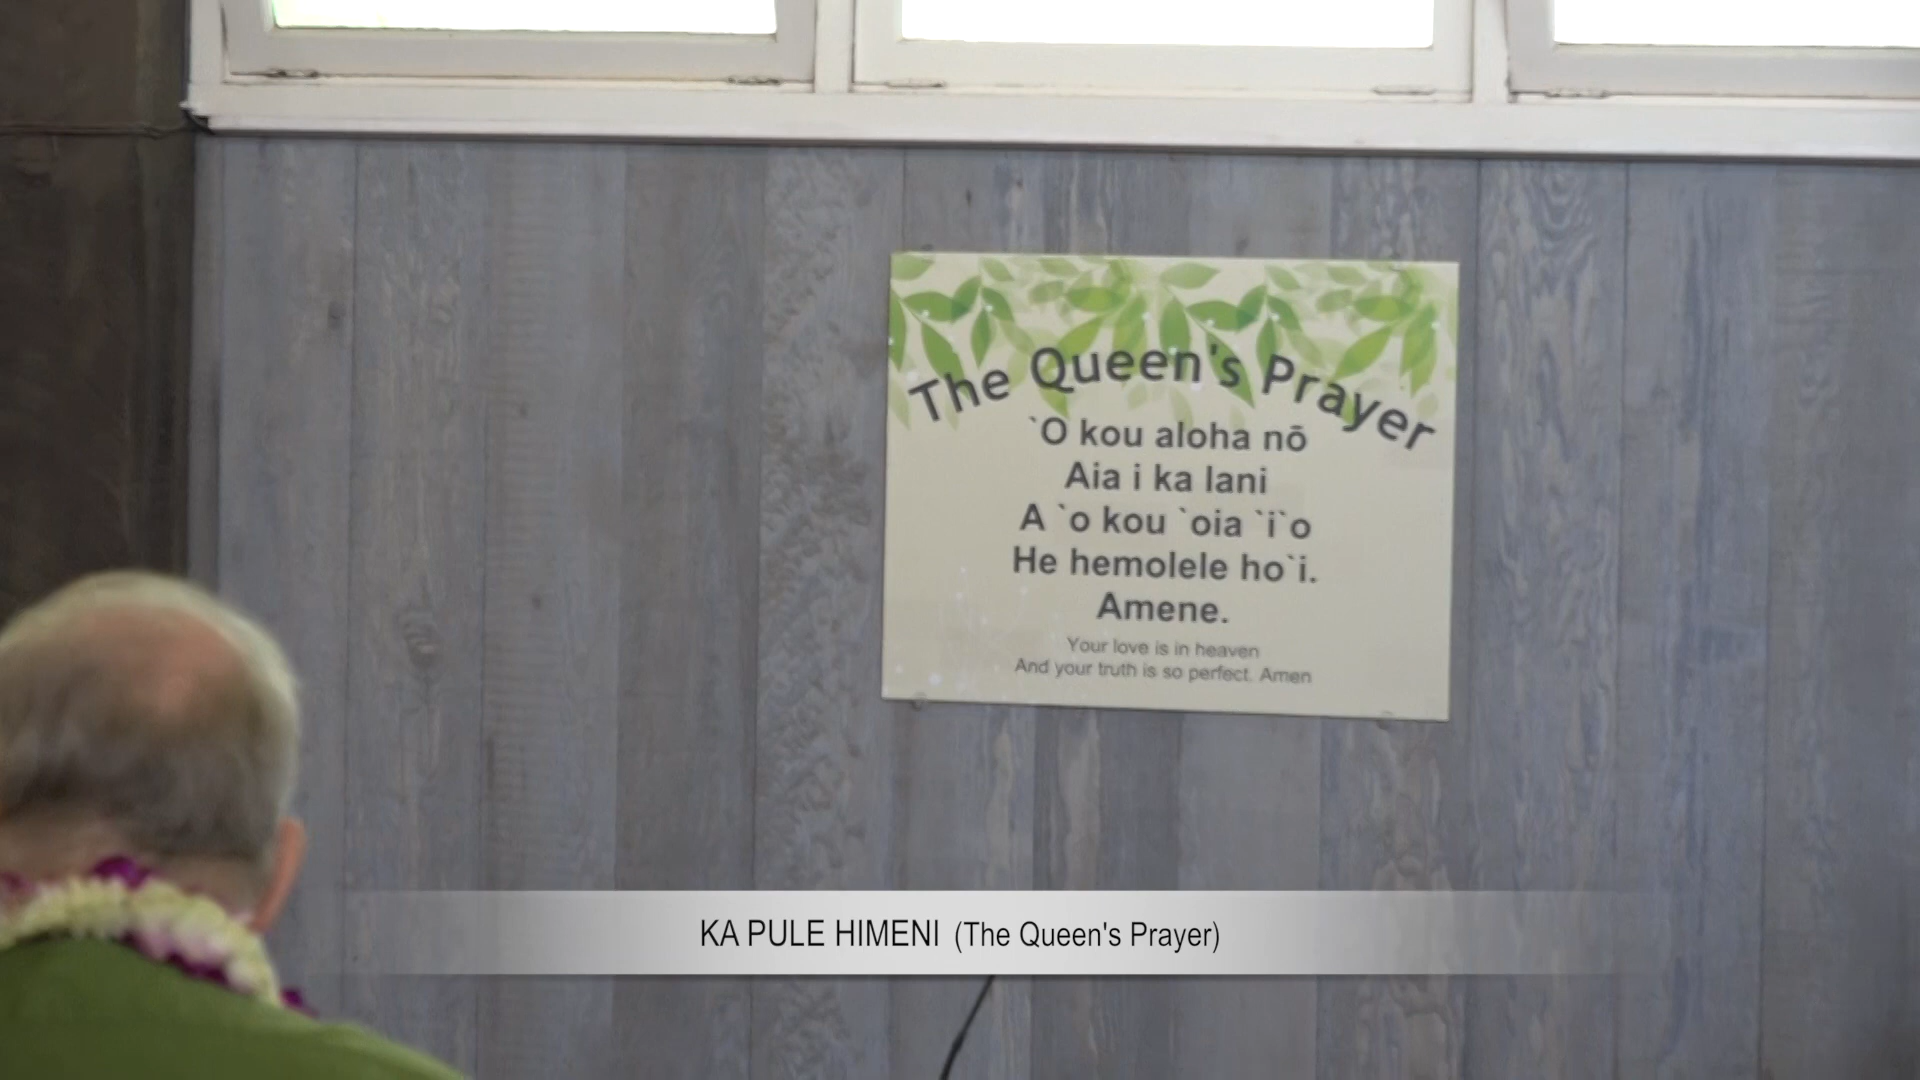 The Queen's Prayer
`O kou aloha nō
Aia i ka lani
A `o kou `oia `i`o
He hemolele ho`i.
Amene.
Your love is in heaven
And your truth is so perfect. Amen
KA PULE HIMENI (The Queen's Prayer)